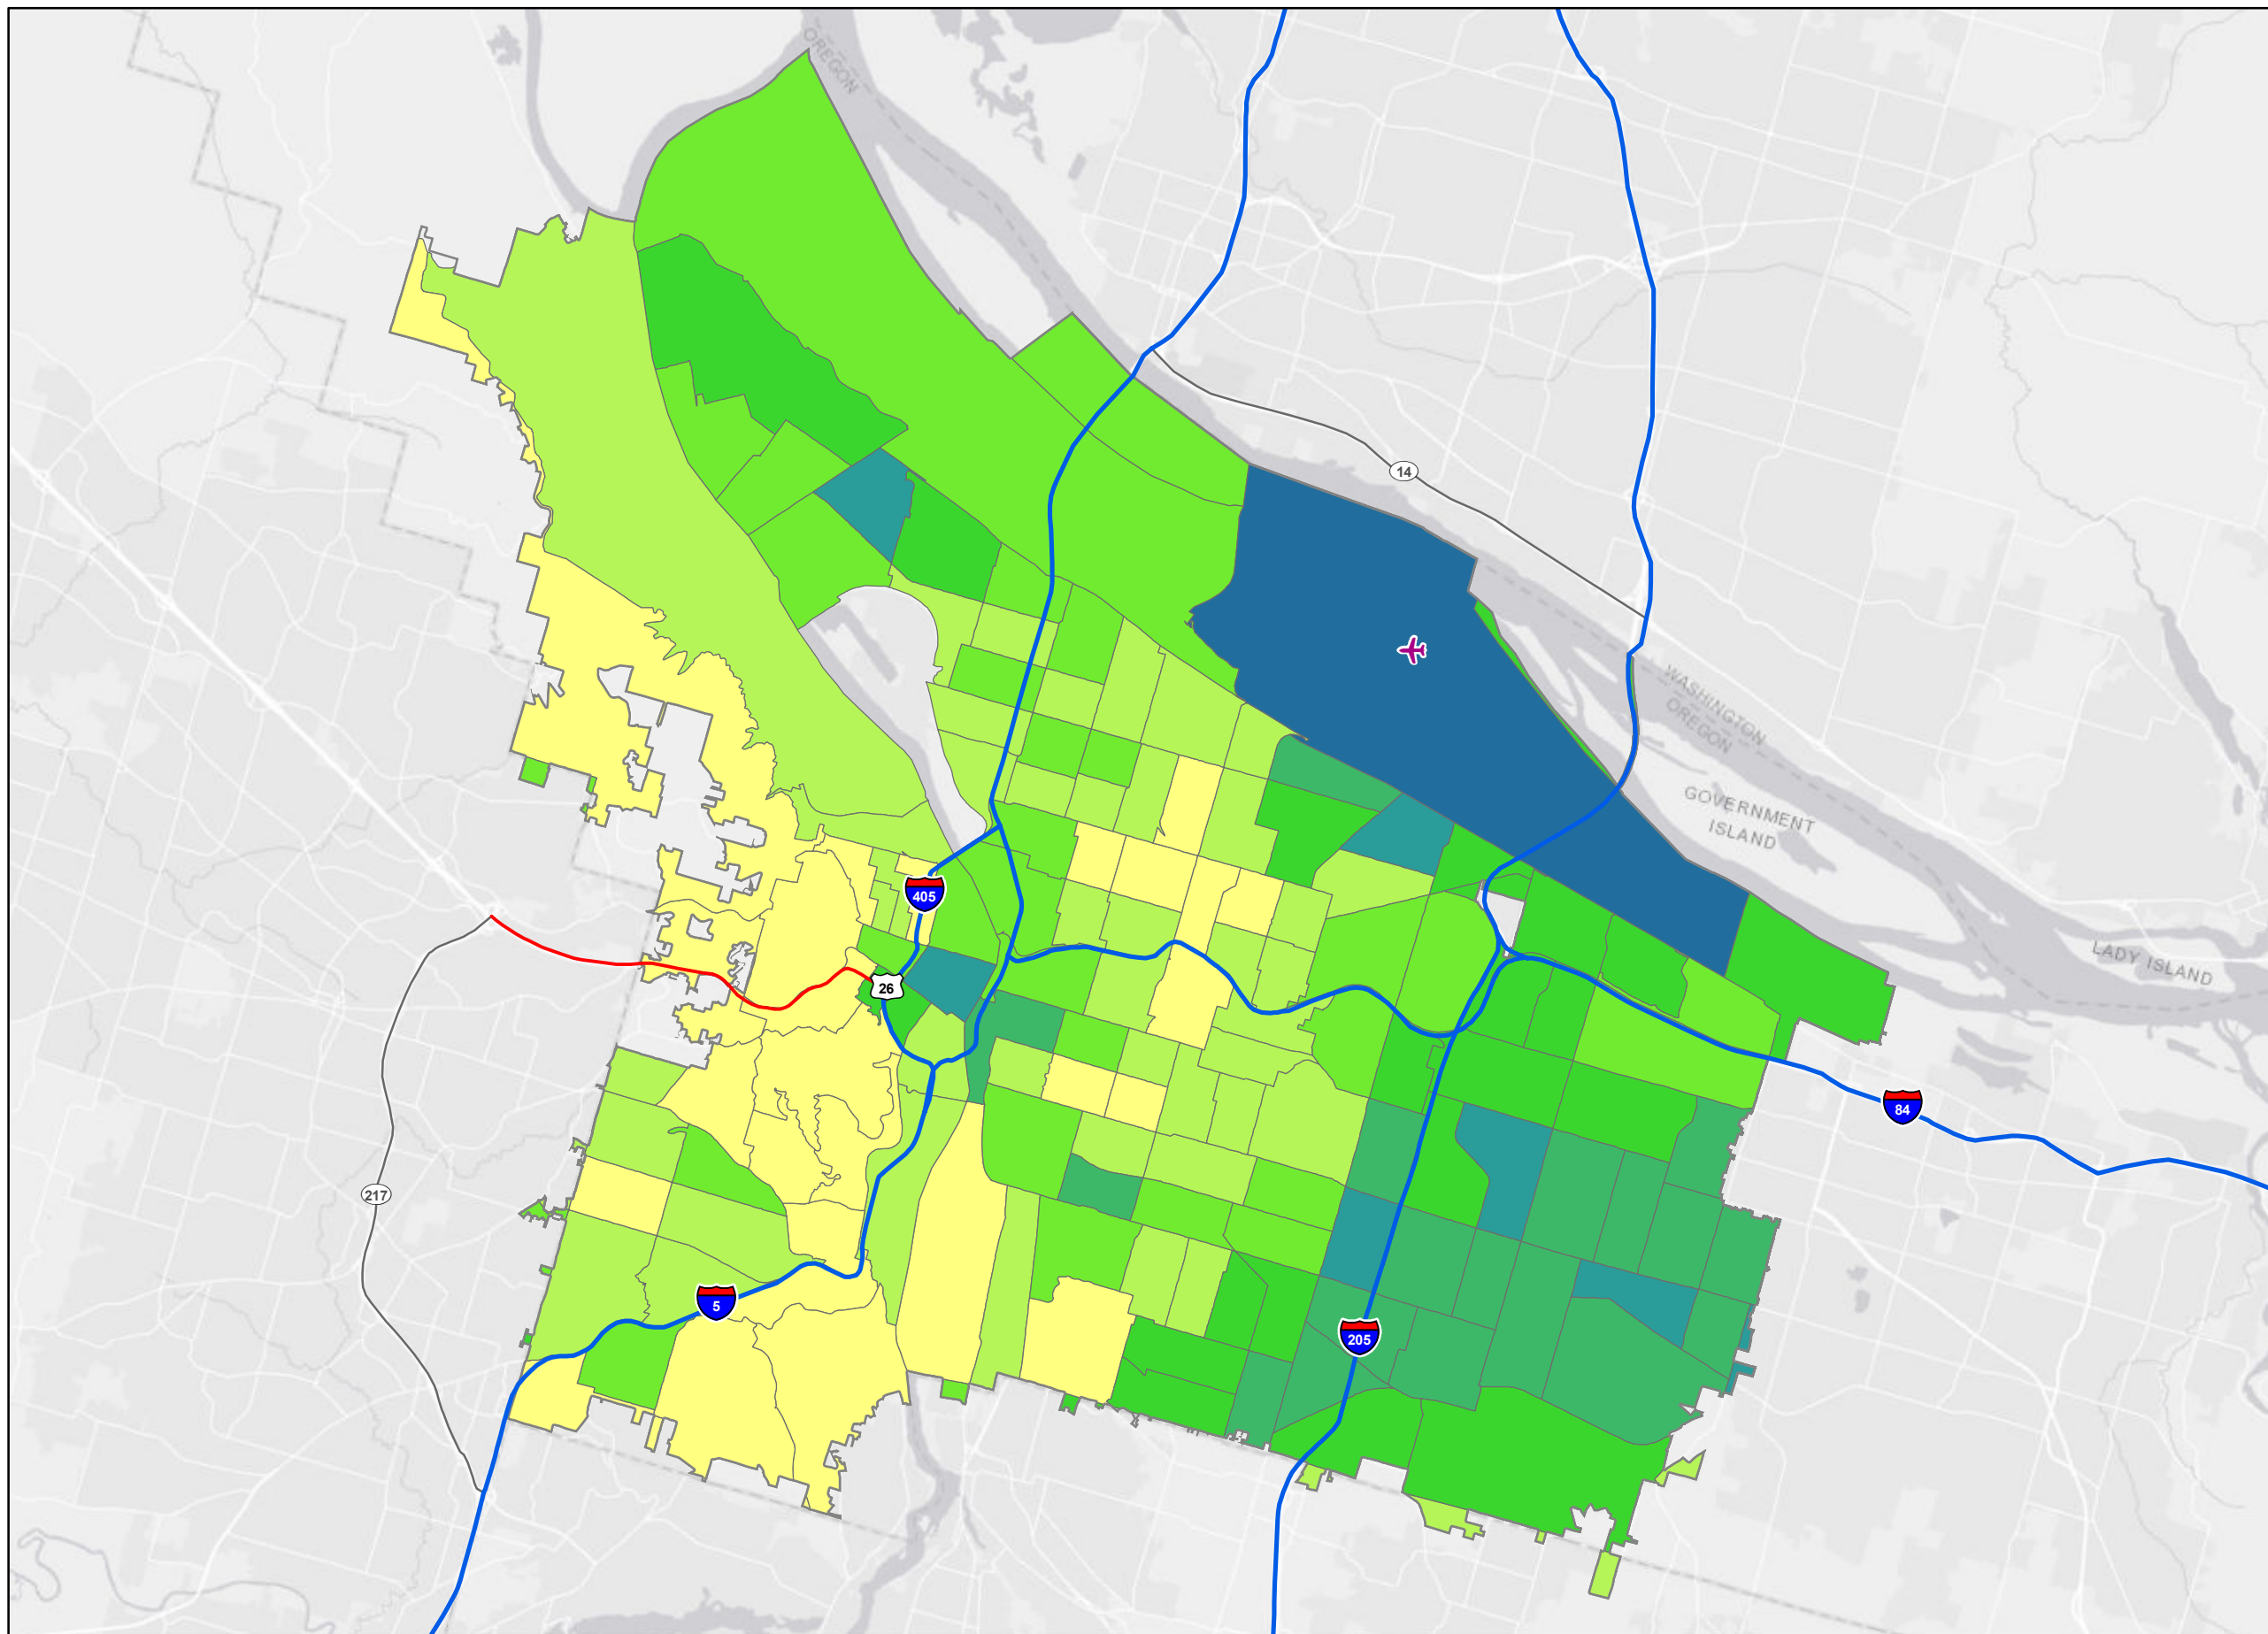 OREGON
14
WASHINGTON
OREGON
GOVERNMENT
ISLAND
405
LADY ISLAND
26
84
217
5
205